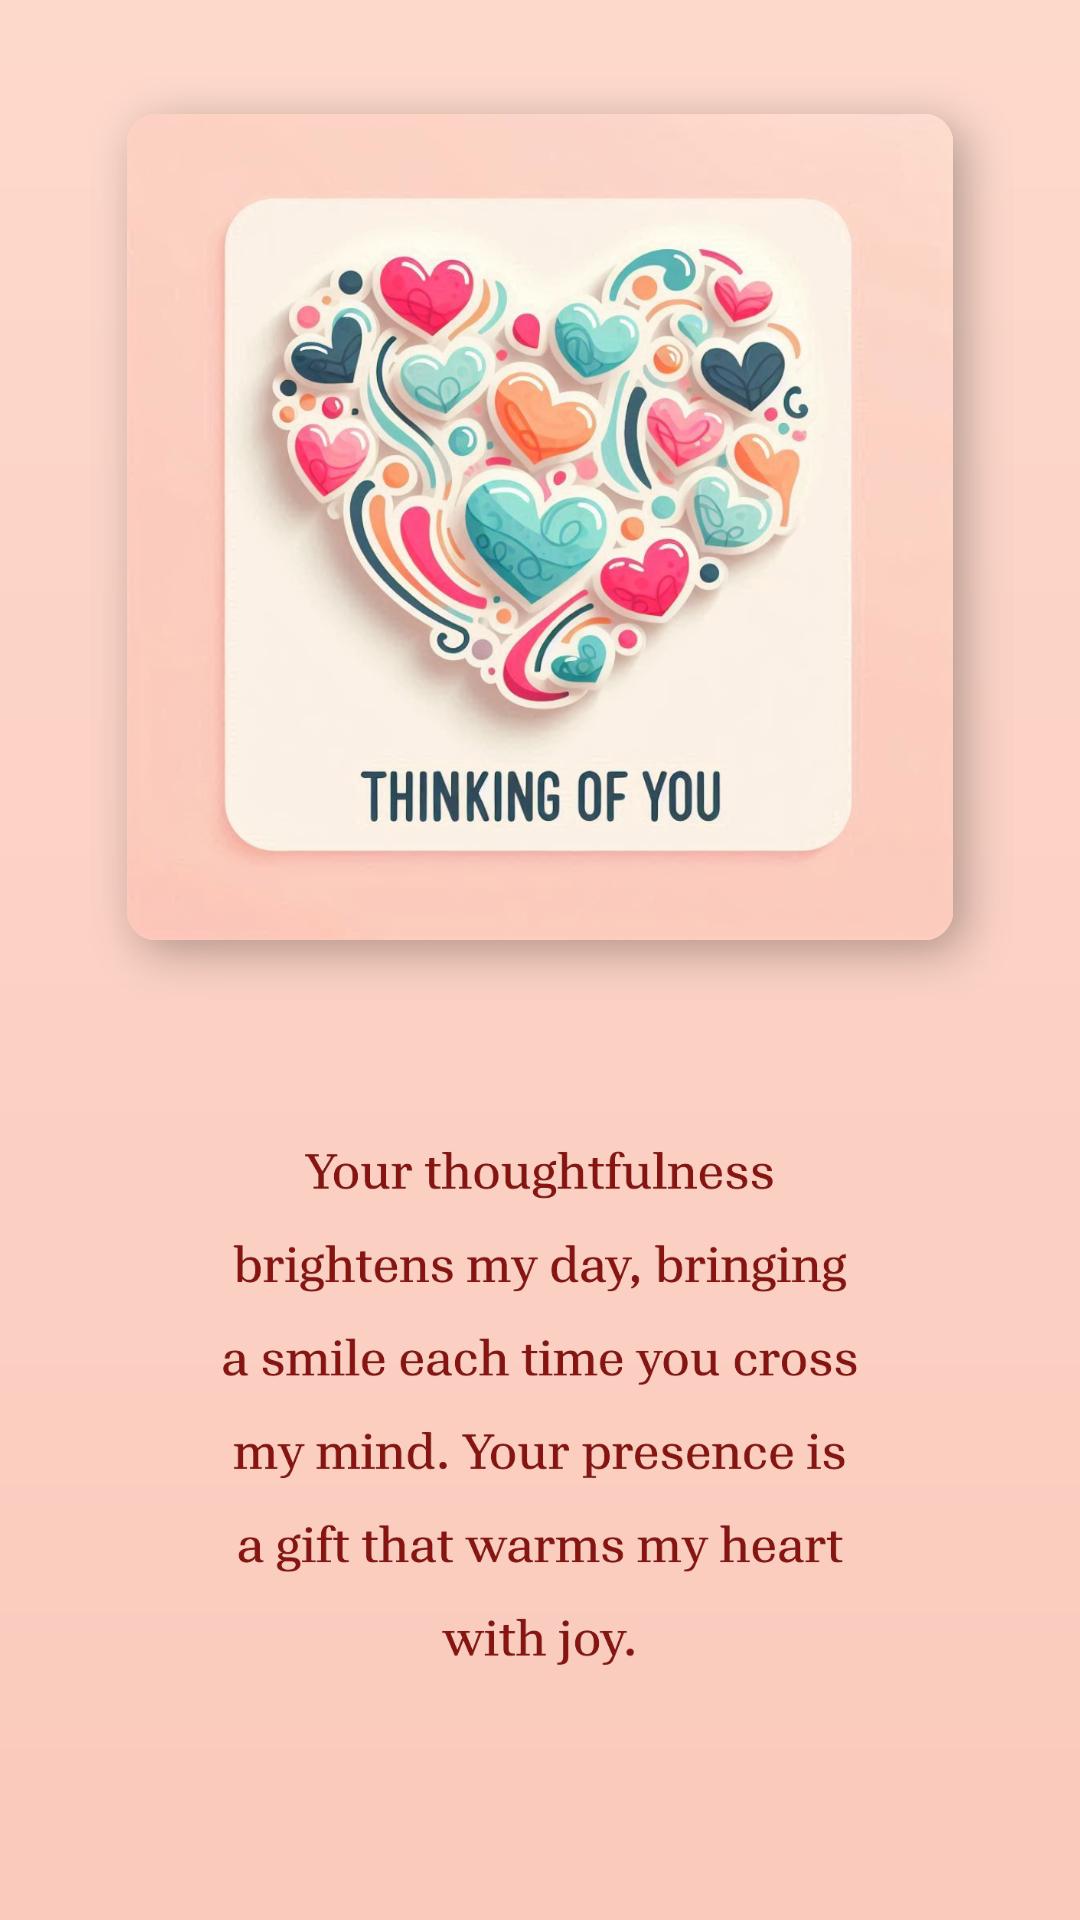 THINKING OF YOU
Your thoughtfulness
brightens my day, bringing
a smile each time you cross
my mind. Your presence is
a gift that warms my heart
with joy.